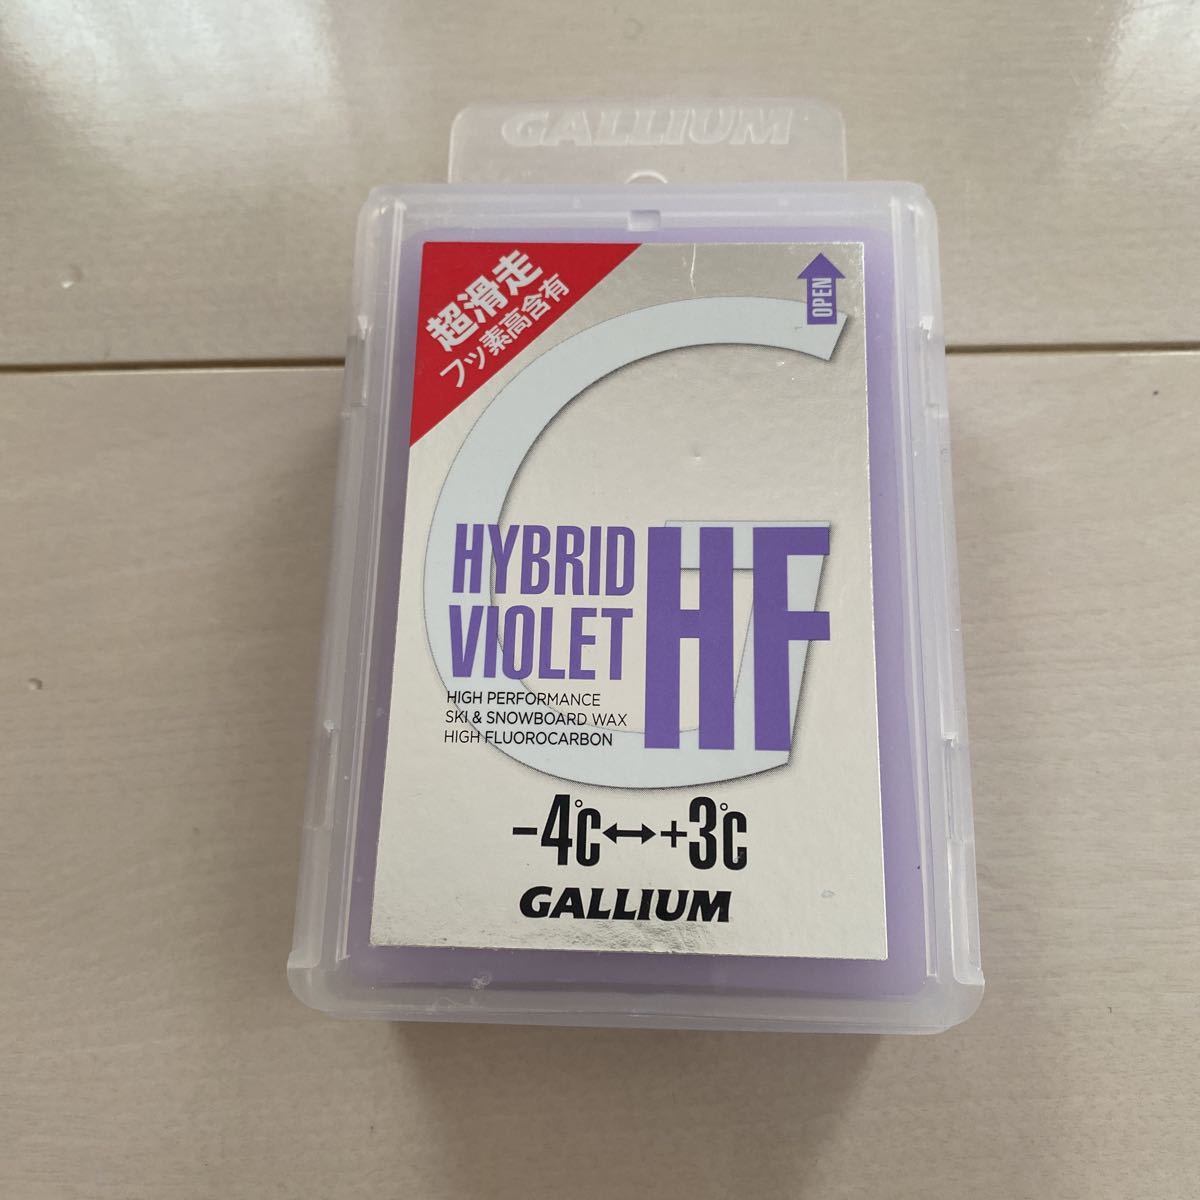 GALLIUM
超滑走
フッ素高含有
OPEN
HYBRID
VIOLET
HF
HIGH PERFORMANCE
SKI & SNOWBOARD WAX
HIGH FLUOROCARBON
-4℃↔+3℃
GALLIUM